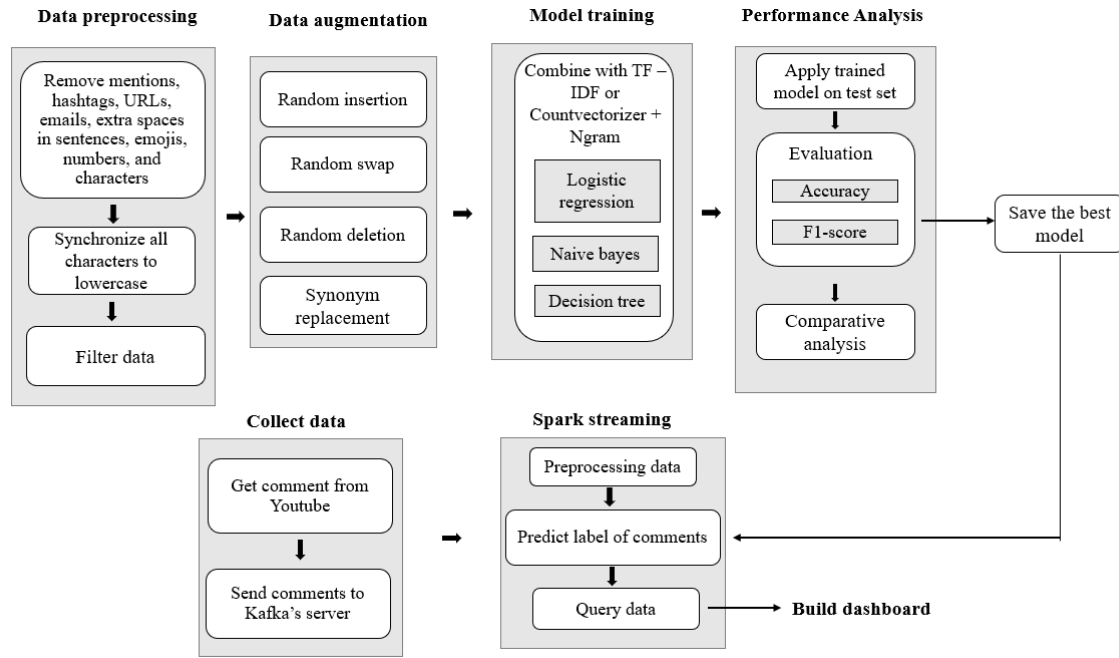 Data preprocessing
Remove mentions,
hashtags, URLs,
emails, extra spaces
in sentences, emojis,
numbers, and
characters
Synchronize all
characters to
lowercase
Filter data
Data augmentation
Random insertion
Random swap
Random deletion
Synonym
replacement
Model training
Combine with TF –
IDF or
Countvectorizer +
Ngram
Logistic
regression
Naive bayes
Decision tree
Performance Analysis
Apply trained
model on test set
Evaluation
Accuracy
F1-score
Comparative
analysis
Save the best
model
Collect data
Get comment from
Youtube
Send comments to
Kafka's server
Spark streaming
Preprocessing data
Predict label of comments
Query data
Build dashboard